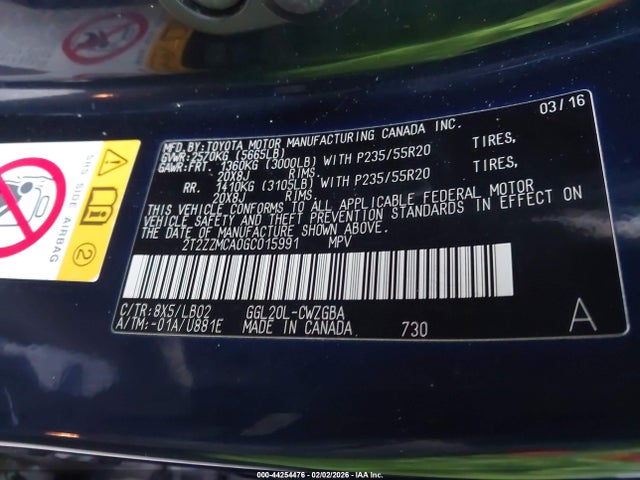 03/16
MFD.BY:TOYOTA MOTOR MANUFACTURING CANADA INC.
GVWR:2570KG (5665LB)
GAWR:FRT. 1360KG (3000LB) WITH P235/55R20 TIRES,
20X8J RIMS.
RR. 1410KG (3105LB) WITH P235/55R20 TIRES,
20X8J RIMS.
THIS VEHICLE CONFORMS TO ALL APPLICABLE FEDERAL MOTOR
VEHICLE SAFETY AND THEFT PREVENTION STANDARDS IN EFFECT ON
THE DATE OF MANUFACTURE SHOWN ABOVE.
2T2ZZMCA0GC015991 MPV
C/TR:8X5/LB02 GGL20L-CWZGBA
A/TM:-01A/U881E MADE IN CANADA 730 A
SRS SIDE
AIRBAG
000-44254476 - 02/02/2026 - IAA Inc.